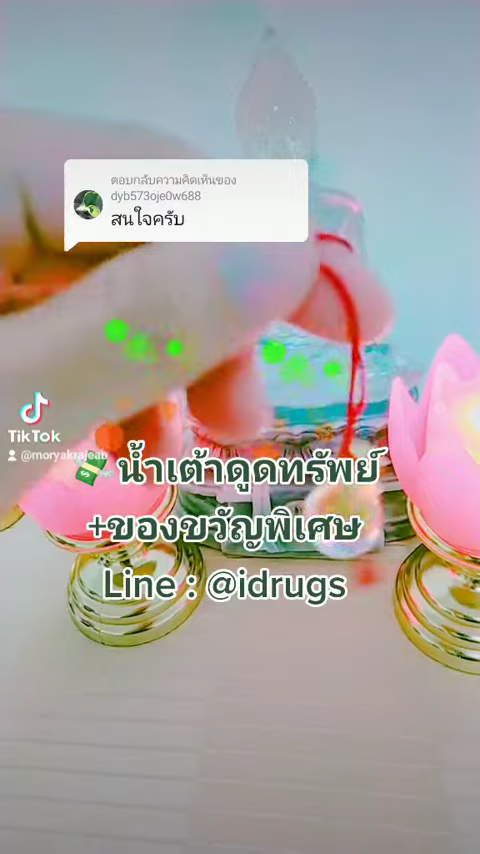 ตอบกลับความคิดเห็นของ
dyb573oje0w688
สนใจครับ
TikTok
@moryakrajeab
น้ำเต้าดูดทรัพย์
+ของขวัญพิเศษ
Line : @idrugs